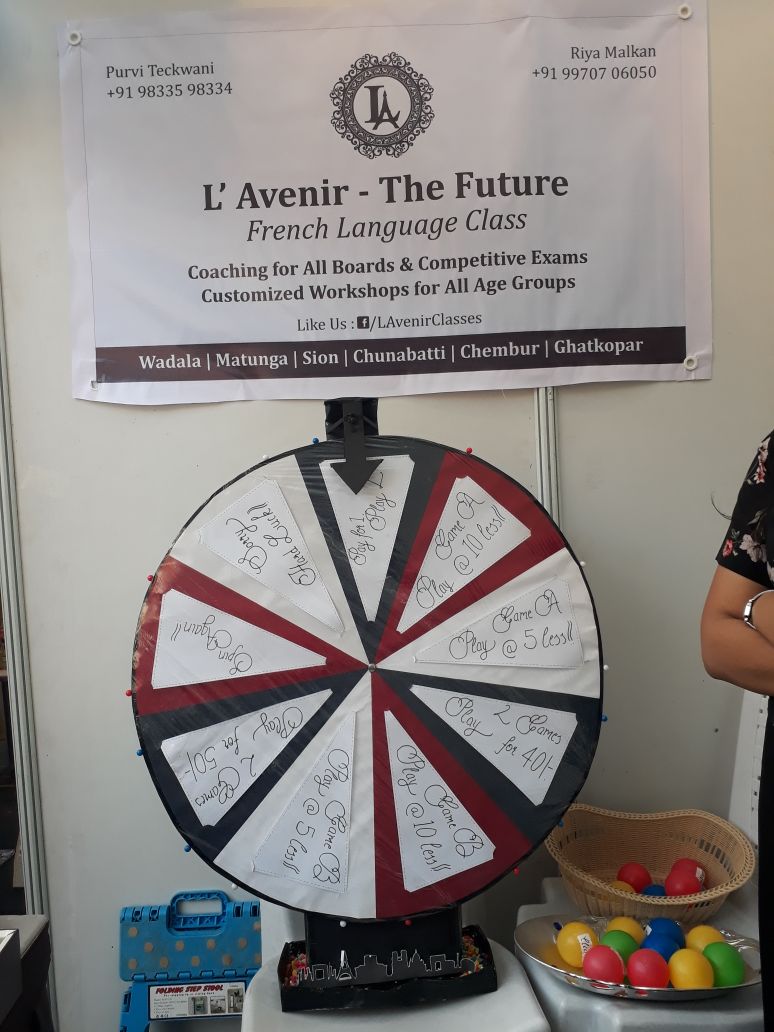 Purvi Teckwani
+91 98335 98334
Riya Malkan
+91 99707 06050
LA
L' Avenir - The Future
French Language Class
Coaching for All Boards & Competitive Exams
Customized Workshops for All Age Groups
Like Us : f/LAvenirClasses
Wadala | Matunga | Sion | Chunabatti | Chembur | Ghatkopar
Pay for 1
Play 2
Game A
Play @ 10 less!!
Game A
Play @ 5 less!!
2 Games
Play for 40/-
Game B
Play @ 10 less!!
Game B
Play @ 5 less!!
2 Games
Play for 50/-
Spin
Again!!
Sorry
Hard Luck!!
FOLDING STEP STOOL